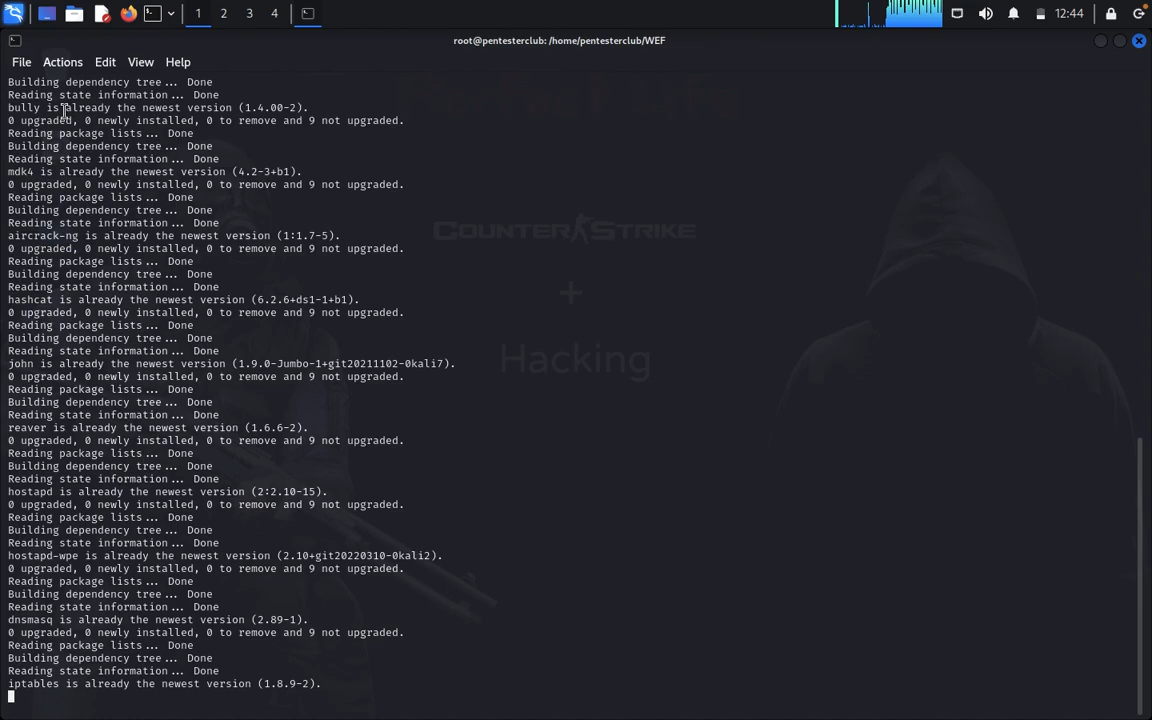 1 2 3 4 12:44
root@pentesterclub: /home/pentesterclub/WEF
File Actions Edit View Help
Building dependency tree... Done
Reading state information... Done
bully is already the newest version (1.4.00-2).
0 upgraded, 0 newly installed, 0 to remove and 9 not upgraded.
Reading package lists... Done
Building dependency tree... Done
Reading state information... Done
mdk4 is already the newest version (4.2-3+b1).
0 upgraded, 0 newly installed, 0 to remove and 9 not upgraded.
Reading package lists... Done
Building dependency tree... Done
Reading state information... Done
aircrack-ng is already the newest version (1:1.7-5).
0 upgraded, 0 newly installed, 0 to remove and 9 not upgraded.
Reading package lists... Done
Building dependency tree... Done
Reading state information... Done
hashcat is already the newest version (6.2.6+ds1-1+b1).
0 upgraded, 0 newly installed, 0 to remove and 9 not upgraded.
Reading package lists... Done
Building dependency tree... Done
Reading state information... Done
john is already the newest version (1.9.0-Jumbo-1+git20211102-0kali7).
0 upgraded, 0 newly installed, 0 to remove and 9 not upgraded.
Reading package lists... Done
Building dependency tree... Done
Reading state information... Done
reaver is already the newest version (1.6.6-2).
0 upgraded, 0 newly installed, 0 to remove and 9 not upgraded.
Reading package lists... Done
Building dependency tree... Done
Reading state information... Done
hostapd is already the newest version (2:2.10-15).
0 upgraded, 0 newly installed, 0 to remove and 9 not upgraded.
Reading package lists... Done
Building dependency tree... Done
Reading state information... Done
hostapd-wpe is already the newest version (2.10+git20220310-0kali2).
0 upgraded, 0 newly installed, 0 to remove and 9 not upgraded.
Reading package lists... Done
Building dependency tree... Done
Reading state information... Done
dnsmasq is already the newest version (2.89-1).
0 upgraded, 0 newly installed, 0 to remove and 9 not upgraded.
Reading package lists... Done
Building dependency tree... Done
Reading state information... Done
iptables is already the newest version (1.8.9-2).
Counter Strike
+
Hacking